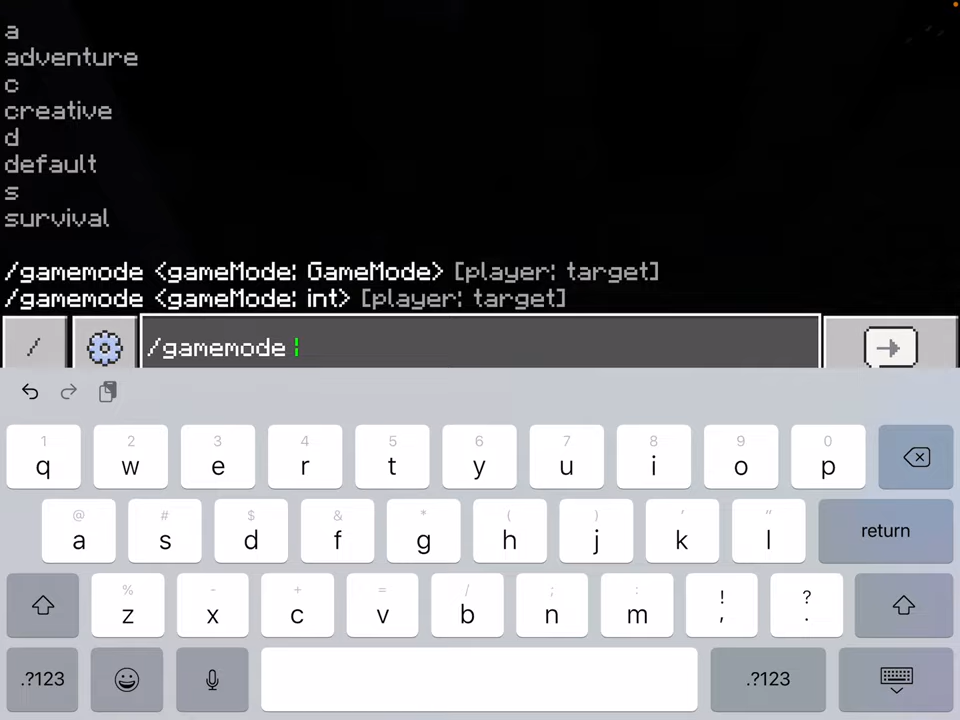 a
adventure
c
creative
d
default
s
survival
/gamemode <gameMode: GameMode> [player: target]
/gamemode <gameMode: int> [player: target]
/ /gamemode
1 2 3 4 5 6 7 8 9 0
q w e r t y u i o p
@ # $ & * ( ) ' "
a s d f g h j k l return
% - + = / ; : ! ?
z x c v b n m , .
.?123 .?123